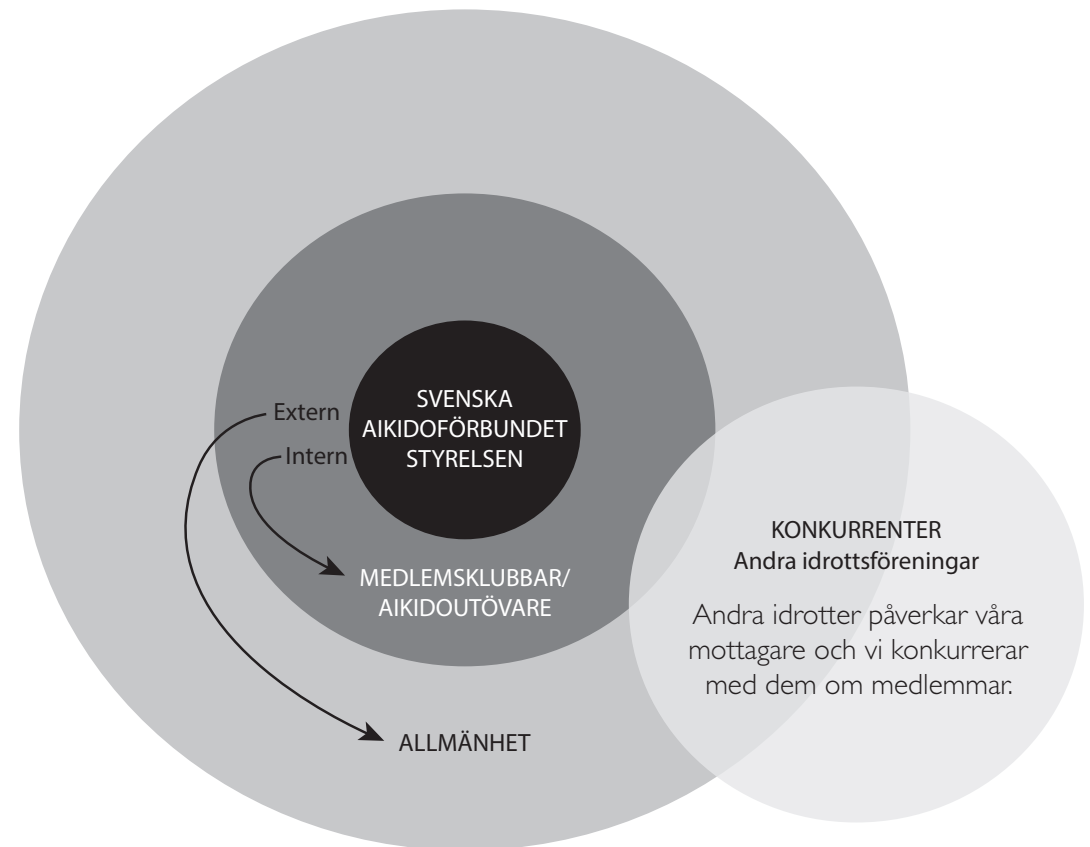 SVENSKA
AIKIDOFÖRBUNDET
STYRELSEN
Extern
Intern
MEDLEMSKLUBBAR/
AIKIDOUTÖVARE
ALLMÄNHET
KONKURRENTER
Andra idrottsföreningar
Andra idrotter påverkar våra
mottagare och vi konkurrerar
med dem om medlemmar.